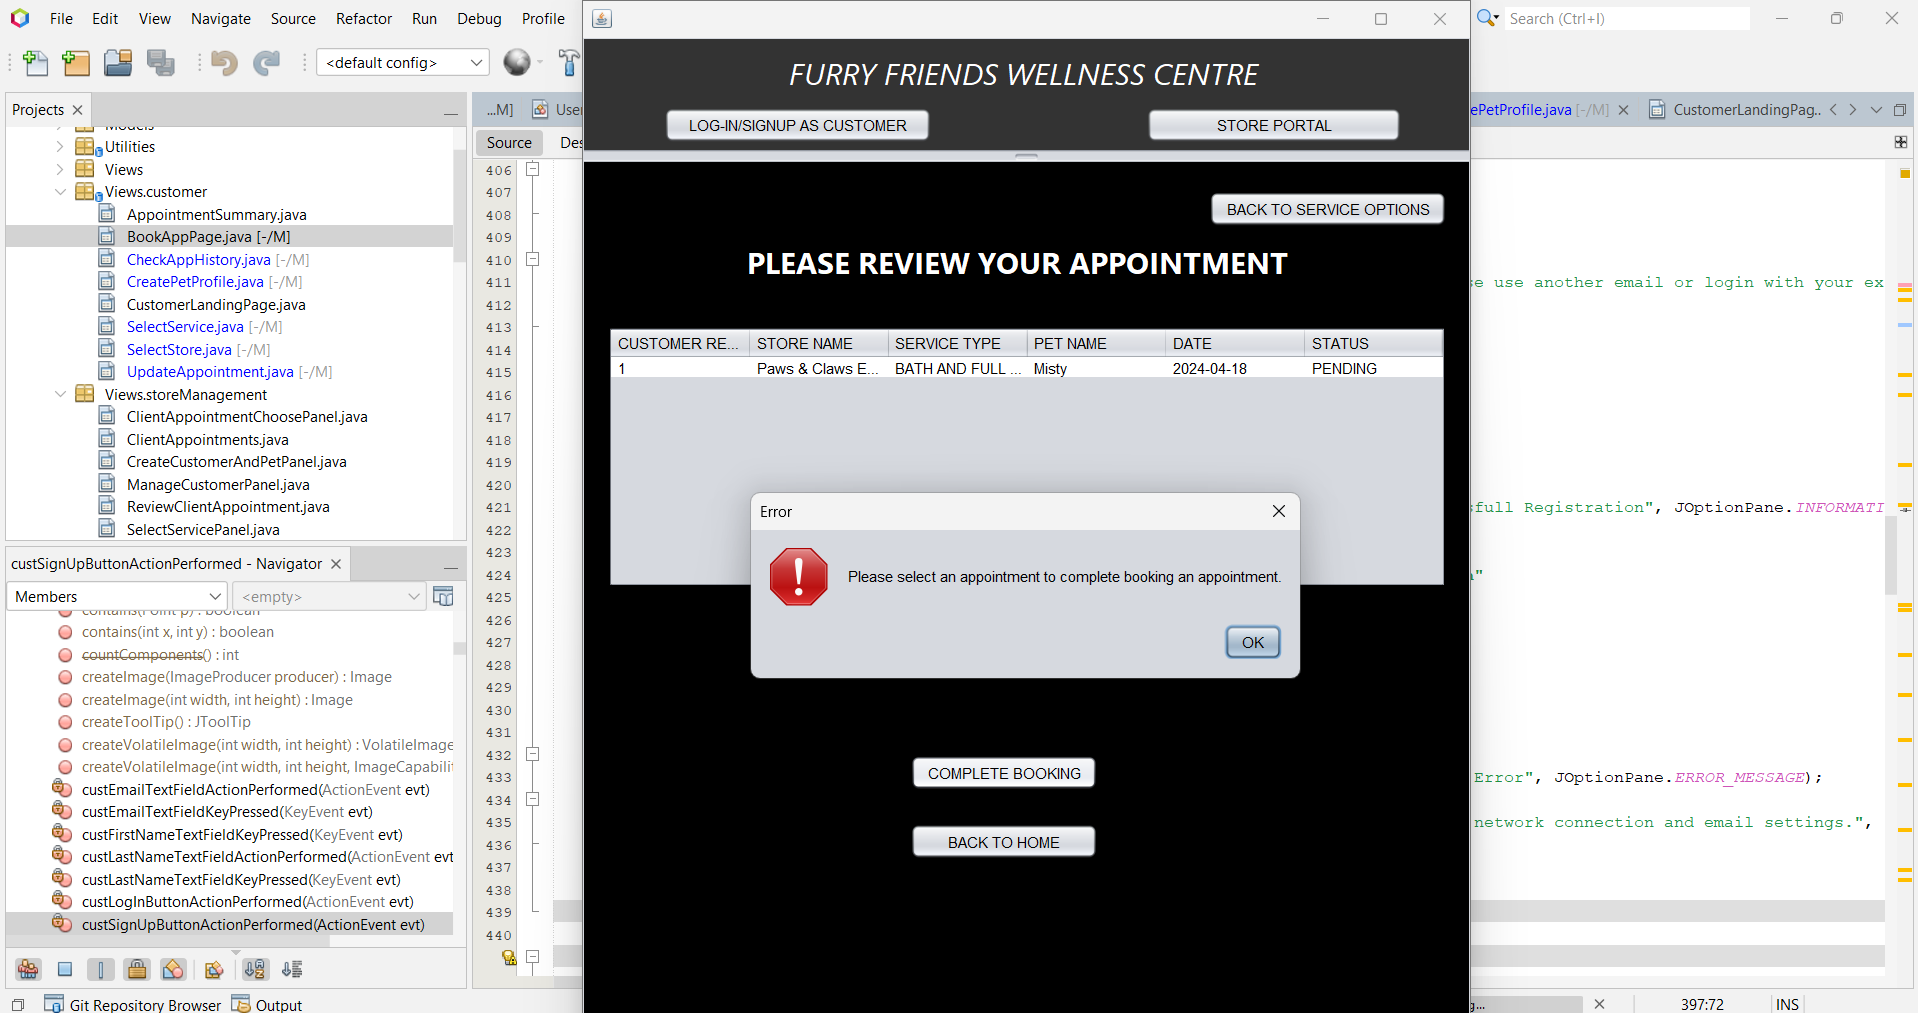 File Edit View Navigate Source Refactor Run Debug Profile
Search (Ctrl+I)
<default config>
Projects
Models
Utilities
Views
Views.customer
AppointmentSummary.java
BookAppPage.java [-/M]
CheckAppHistory.java [-/M]
CreatePetProfile.java [-/M]
CustomerLandingPage.java
SelectService.java [-/M]
SelectStore.java [-/M]
UpdateAppointment.java [-/M]
Views.storeManagement
ClientAppointmentChoosePanel.java
ClientAppointments.java
CreateCustomerAndPetPanel.java
ManageCustomerPanel.java
ReviewClientAppointment.java
SelectServicePanel.java
custSignUpButtonActionPerformed - Navigator
Members
<empty>
contains(Point p) : boolean
contains(int x, int y) : boolean
countComponents() : int
createImage(ImageProducer producer) : Image
createImage(int width, int height) : Image
createToolTip() : JToolTip
createVolatileImage(int width, int height) : VolatileImage
createVolatileImage(int width, int height, ImageCapabili
custEmailTextFieldActionPerformed(ActionEvent evt)
custEmailTextFieldKeyPressed(KeyEvent evt)
custFirstNameTextFieldKeyPressed(KeyEvent evt)
custLastNameTextFieldActionPerformed(ActionEvent evt
custLastNameTextFieldKeyPressed(KeyEvent evt)
custLogInButtonActionPerformed(ActionEvent evt)
custSignUpButtonActionPerformed(ActionEvent evt)
Git Repository Browser
Output
...M]
User
Source Des
406
407
408
409
410
411
412
413
414
415
416
417
418
419
420
421
422
423
424
425
426
427
428
429
430
431
432
433
434
435
436
437
438
439
440
FURRY FRIENDS WELLNESS CENTRE
LOG-IN/SIGNUP AS CUSTOMER
STORE PORTAL
BACK TO SERVICE OPTIONS
PLEASE REVIEW YOUR APPOINTMENT
CUSTOMER RE... STORE NAME SERVICE TYPE PET NAME DATE STATUS
1 Paws & Claws E... BATH AND FULL ... Misty 2024-04-18 PENDING
Error
Please select an appointment to complete booking an appointment.
OK
COMPLETE BOOKING
BACK TO HOME
ePetProfile.java [-/M]
CustomerLandingPag...
se use another email or login with your ex
sfull Registration", JOptionPane.INFORMATI
"
Error", JOptionPane.ERROR_MESSAGE);
network connection and email settings.",
g...
397:72
INS